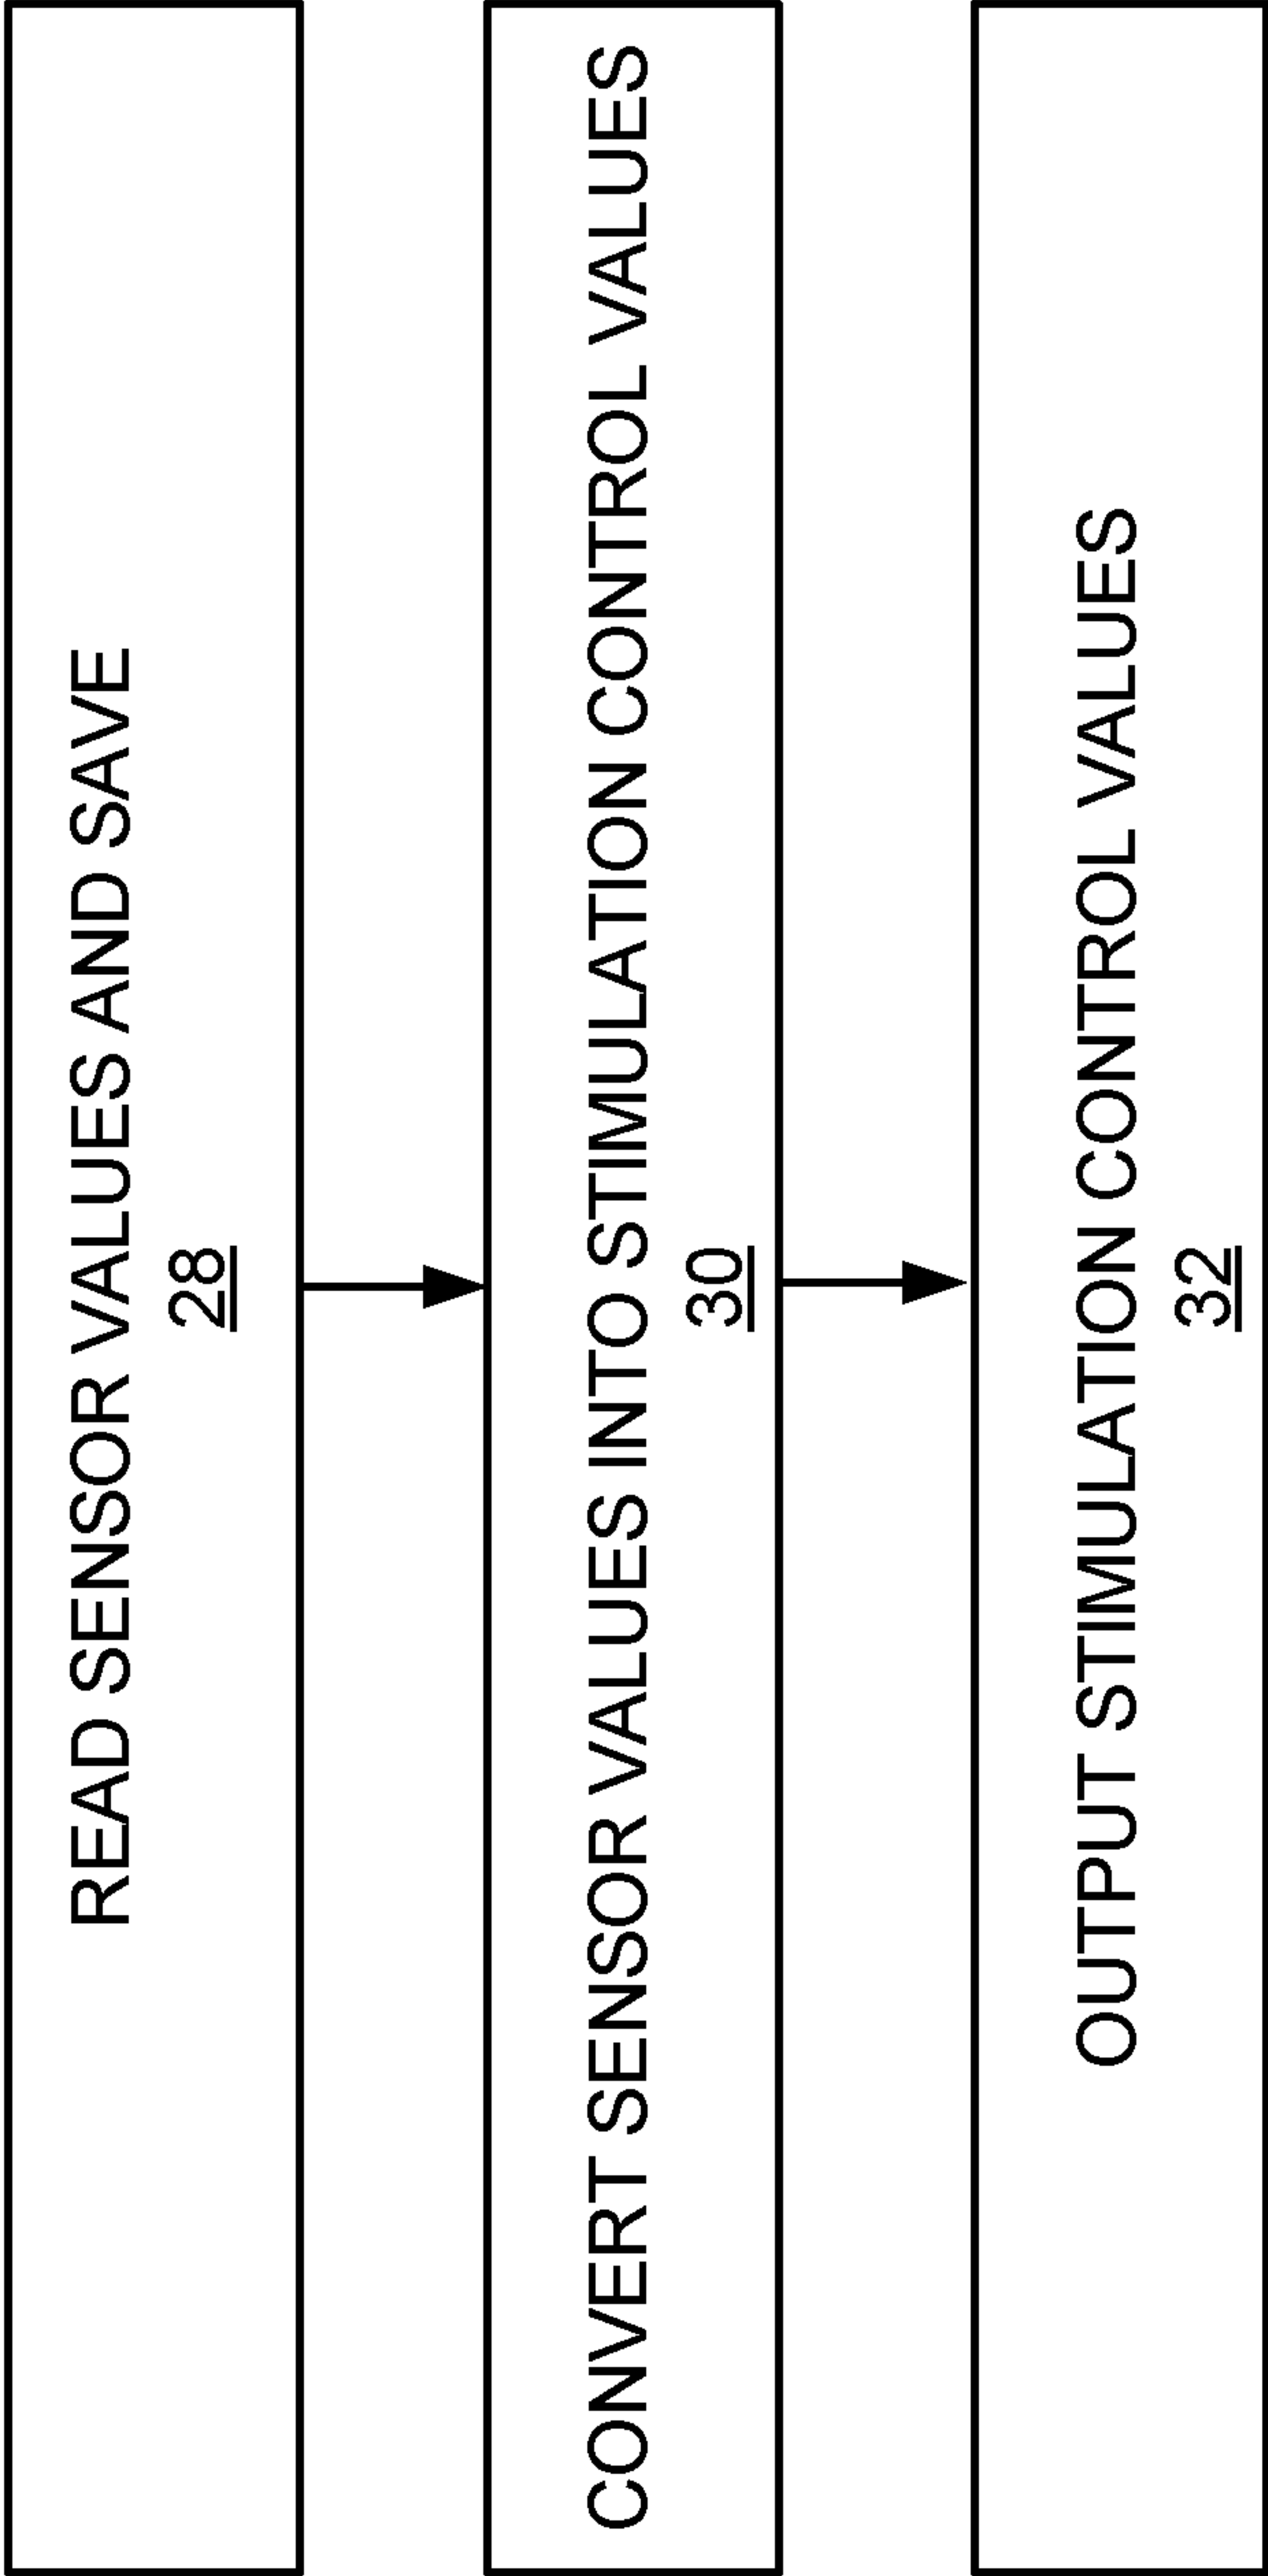 READ SENSOR VALUES AND SAVE
28
CONVERT SENSOR VALUES INTO STIMULATION CONTROL VALUES
30
OUTPUT STIMULATION CONTROL VALUES
32